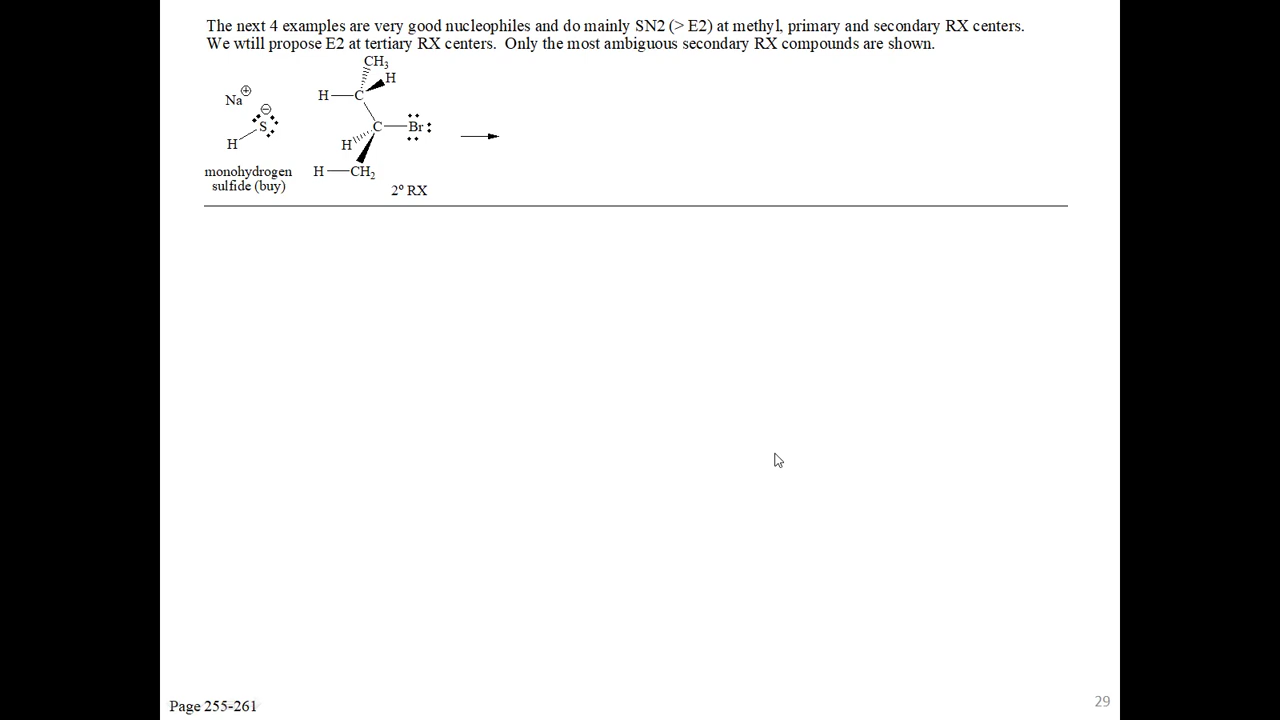 The next 4 examples are very good nucleophiles and do mainly SN2 (> E2) at methyl, primary and secondary RX centers.
We wtill propose E2 at tertiary RX centers.  Only the most ambiguous secondary RX compounds are shown.
CH3
H
Na⊕
H—C
⊖
S
C—Br
H
H
monohydrogen
sulfide (buy)
H—CH2
2º RX
Page 255-261
29